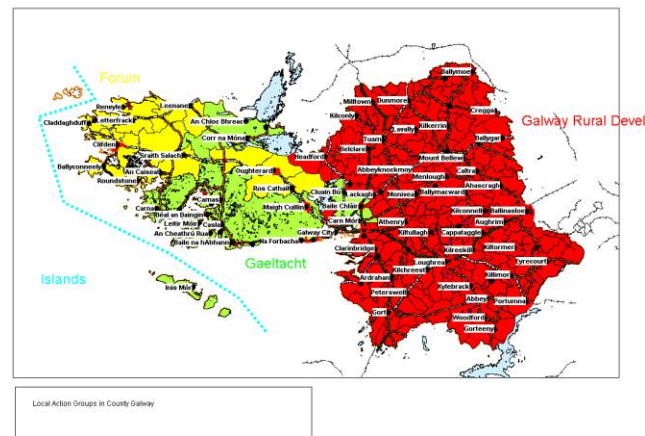 Forum
Galway Rural Devel
Gaeltacht
Islands
Renvyle
Leenane
Claddaghduff
Letterfrack
An Chloc Bhreac
Corr na Móna
Clifden
Sraith Salach
Oughterard
Ballyconneely
An Caiseal
Roundstone
Ros Cathail
Camas
Maigh Cuilin
Carna
Béal an Daingin
Leitir Móir
Casla
An Cheathrú Rua
Baile na hAbhann
Na Forbacha
Galway City
Inis Mór
Headford
Cluain Bú
Lackagh
Baile Chláir
Carn Mór
Ballymoe
Milltown
Dunmore
Kilconly
Creggs
Tuam
Lavally
Kilkerrin
Ballygar
Belclare
Mount Bellew
Abbeyknockmoy
Menlough
Caltra
Ahascragh
Monivea
Ballymacward
Kilconnell
Ballinasloe
Athenry
Aughrim
Kiltullagh
Cappataggle
Clarinbridge
Kilreekill
Kiltormer
Loughrea
Tyrecourt
Kilchreest
Ardrahan
Killimor
Peterswell
Kylebrack
Abbey
Portumna
Gort
Woodford
Gorteeny
Local Action Groups in County Galway